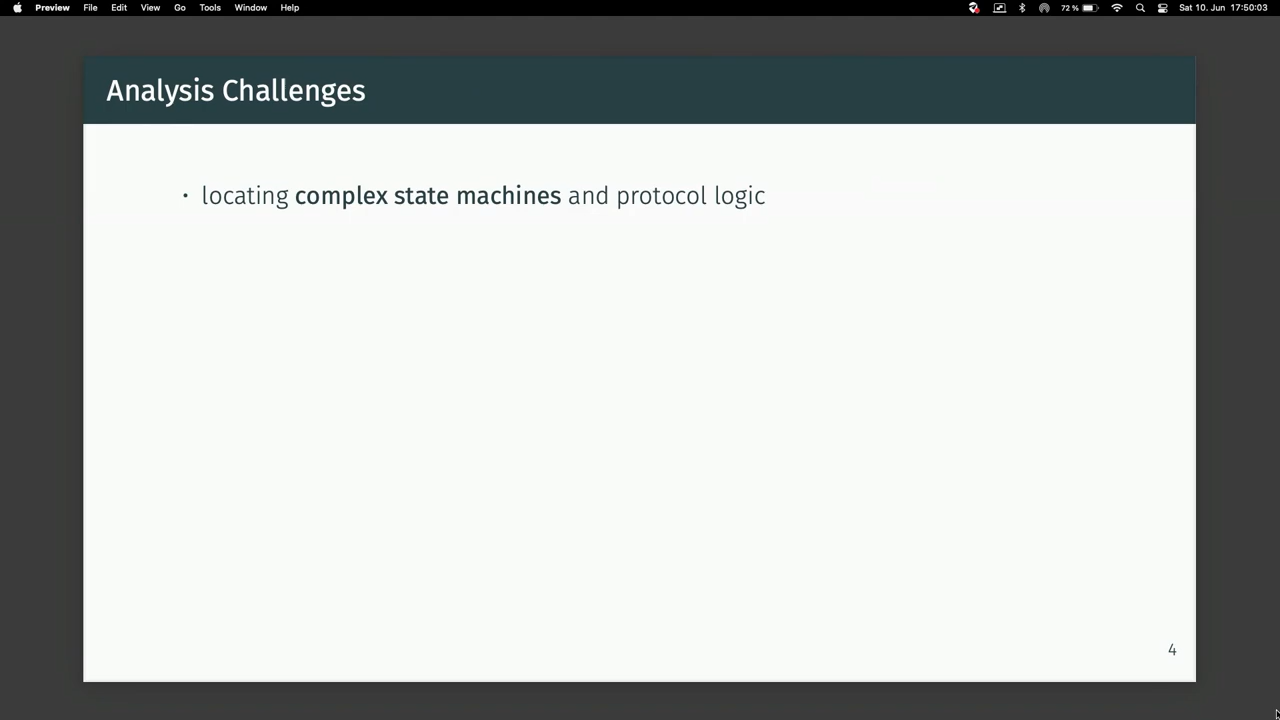 Preview File Edit View Go Tools Window Help 72 % Sat 10. Jun 17:50:03
Analysis Challenges
• locating complex state machines and protocol logic
4